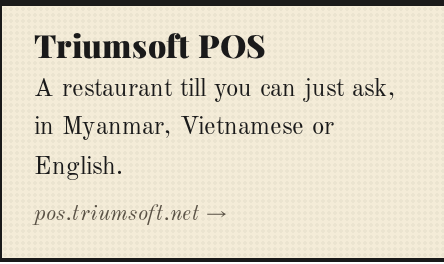 Triumsoft POS
A restaurant till you can just ask,
in Myanmar, Vietnamese or
English.
pos.triumsoft.net →